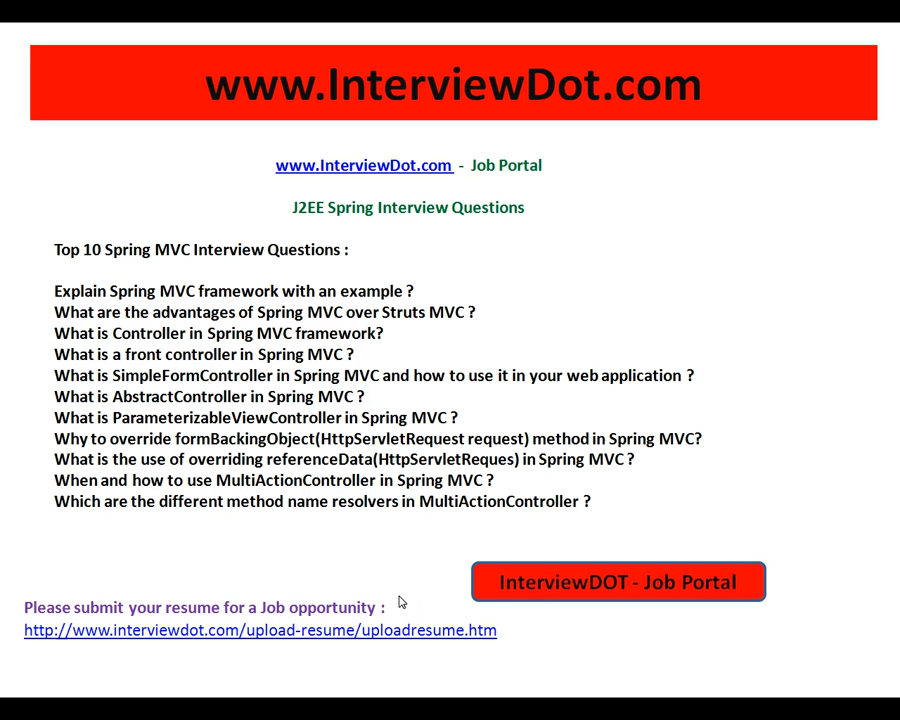 www.InterviewDot.com
www.InterviewDot.com - Job Portal
J2EE Spring Interview Questions
Top 10 Spring MVC Interview Questions :
Explain Spring MVC framework with an example ?
What are the advantages of Spring MVC over Struts MVC ?
What is Controller in Spring MVC framework?
What is a front controller in Spring MVC ?
What is SimpleFormController in Spring MVC and how to use it in your web application ?
What is AbstractController in Spring MVC ?
What is ParameterizableViewController in Spring MVC ?
Why to override formBackingObject(HttpServletRequest request) method in Spring MVC?
What is the use of overriding referenceData(HttpServletReques) in Spring MVC ?
When and how to use MultiActionController in Spring MVC ?
Which are the different method name resolvers in MultiActionController ?
InterviewDOT - Job Portal
Please submit your resume for a Job opportunity :
http://www.interviewdot.com/upload-resume/uploadresume.htm